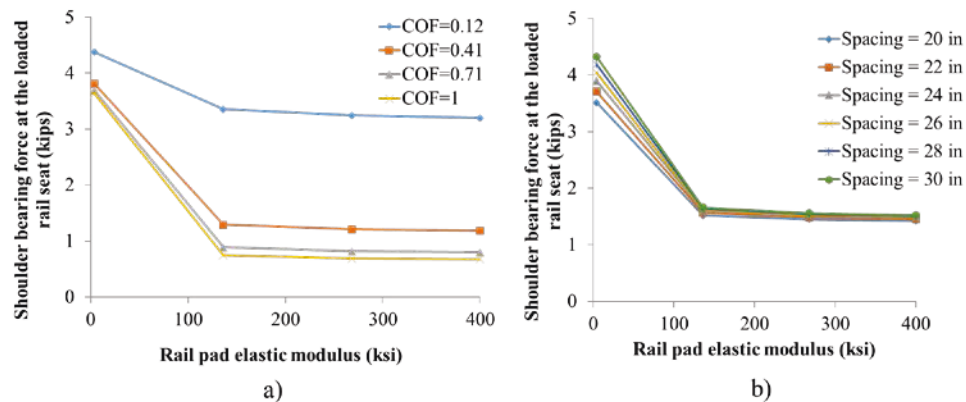 Shoulder bearing force at the loaded
rail seat (kips)
5
4
3
2
1
0
0
100
200
300
400
Rail pad elastic modulus (ksi)
COF=0.12
COF=0.41
COF=0.71
COF=1
a)
Shoulder bearing force at the loaded
rail seat (kips)
5
4
3
2
1
0
0
100
200
300
400
Rail pad elastic modulus (ksi)
Spacing = 20 in
Spacing = 22 in
Spacing = 24 in
Spacing = 26 in
Spacing = 28 in
Spacing = 30 in
b)